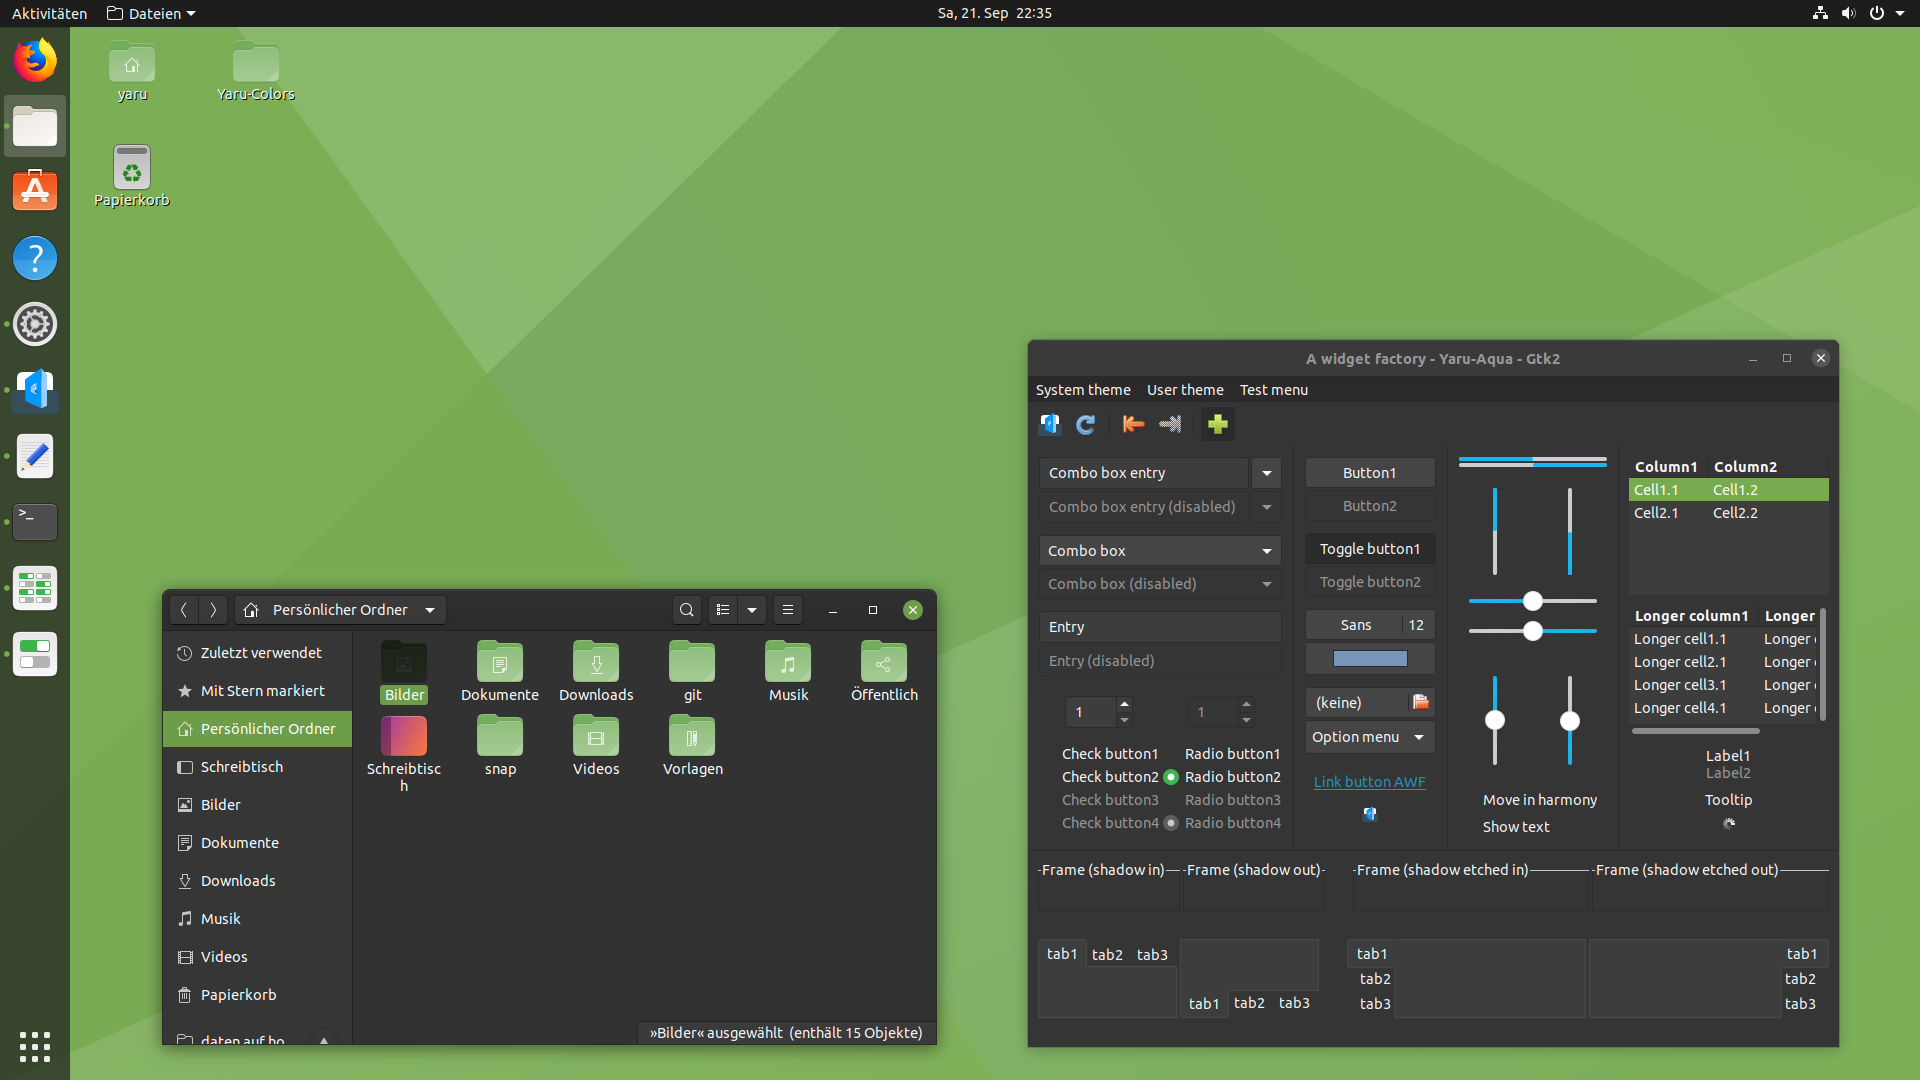 Aktivitäten Dateien Sa, 21. Sep 22:35
yaru
Yaru-Colors
Papierkorb
Persönlicher Ordner
Zuletzt verwendet
Mit Stern markiert
Persönlicher Ordner
Schreibtisch
Bilder
Dokumente
Downloads
Musik
Videos
Papierkorb
Bilder Dokumente Downloads git Musik Öffentlich
Schreibtisc
h
snap Videos Vorlagen
»Bilder« ausgewählt (enthält 15 Objekte)
A widget factory - Yaru-Aqua - Gtk2
System theme User theme Test menu
Combo box entry
Combo box entry (disabled)
Combo box
Combo box (disabled)
Entry
Entry (disabled)
1 1
Check button1 Radio button1
Check button2 Radio button2
Check button3 Radio button3
Check button4 Radio button4
Button1
Button2
Toggle button1
Toggle button2
Sans 12
(keine)
Option menu
Link button AWF
Move in harmony
Show text
Column1 Column2
Cell1.1 Cell1.2
Cell2.1 Cell2.2
Longer column1 Longer
Longer cell1.1 Longer
Longer cell2.1 Longer
Longer cell3.1 Longer
Longer cell4.1 Longer
Label1
Label2
Tooltip
Frame (shadow in) Frame (shadow out) Frame (shadow etched in) Frame (shadow etched out)
tab1 tab2 tab3
tab1 tab2 tab3
tab1
tab2
tab3
tab1
tab2
tab3